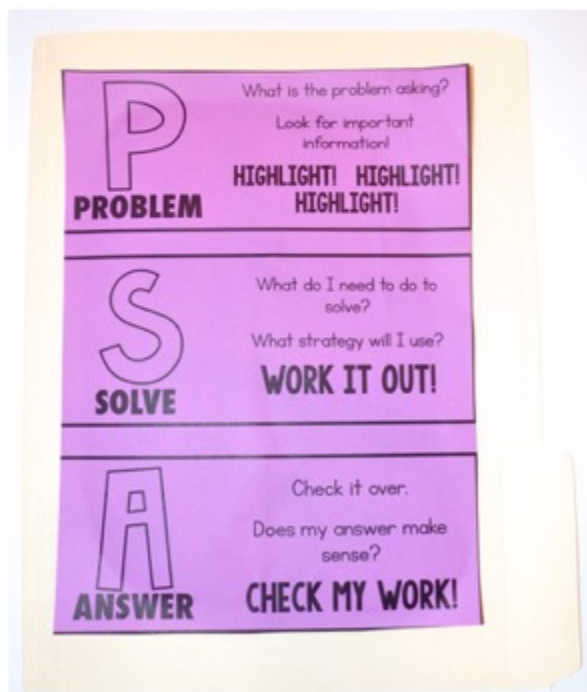 P
PROBLEM
What is the problem asking?
Look for important
information!
HIGHLIGHT! HIGHLIGHT!
HIGHLIGHT!
S
SOLVE
What do I need to do to
solve?
What strategy will I use?
WORK IT OUT!
A
ANSWER
Check it over.
Does my answer make
sense?
CHECK MY WORK!